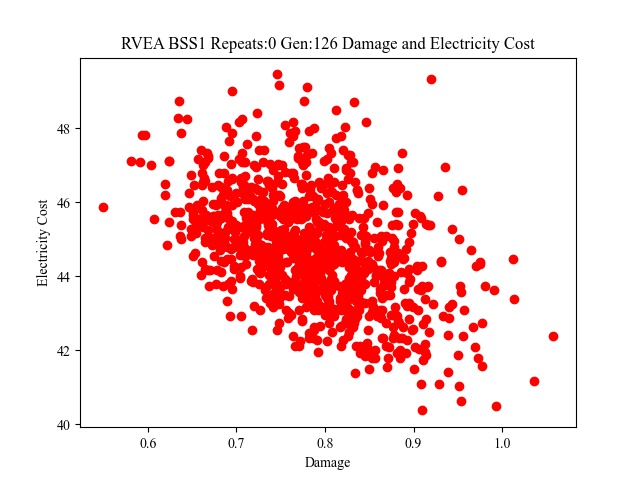 RVEA BSS1 Repeats:0 Gen:126 Damage and Electricity Cost
48
46
44
42
40
Electricity Cost
0.6 0.7 0.8 0.9 1.0
Damage